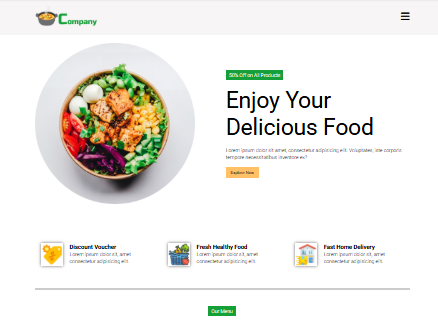 Company
50% Off on All Products
Enjoy Your
Delicious Food
Lorem ipsum dolor sit amet, consectetur adipisicing elit. Voluptates, iste corporis
tempore necessitatibus inventore ex?
Explore Now
Discount Voucher
Lorem ipsum dolor sit amet,
consectetur adipisicing elit.
Fresh Healthy Food
Lorem ipsum dolor sit amet,
consectetur adipisicing elit.
Fast Home Delivery
Lorem ipsum dolor sit amet,
consectetur adipisicing elit.
Our Menu